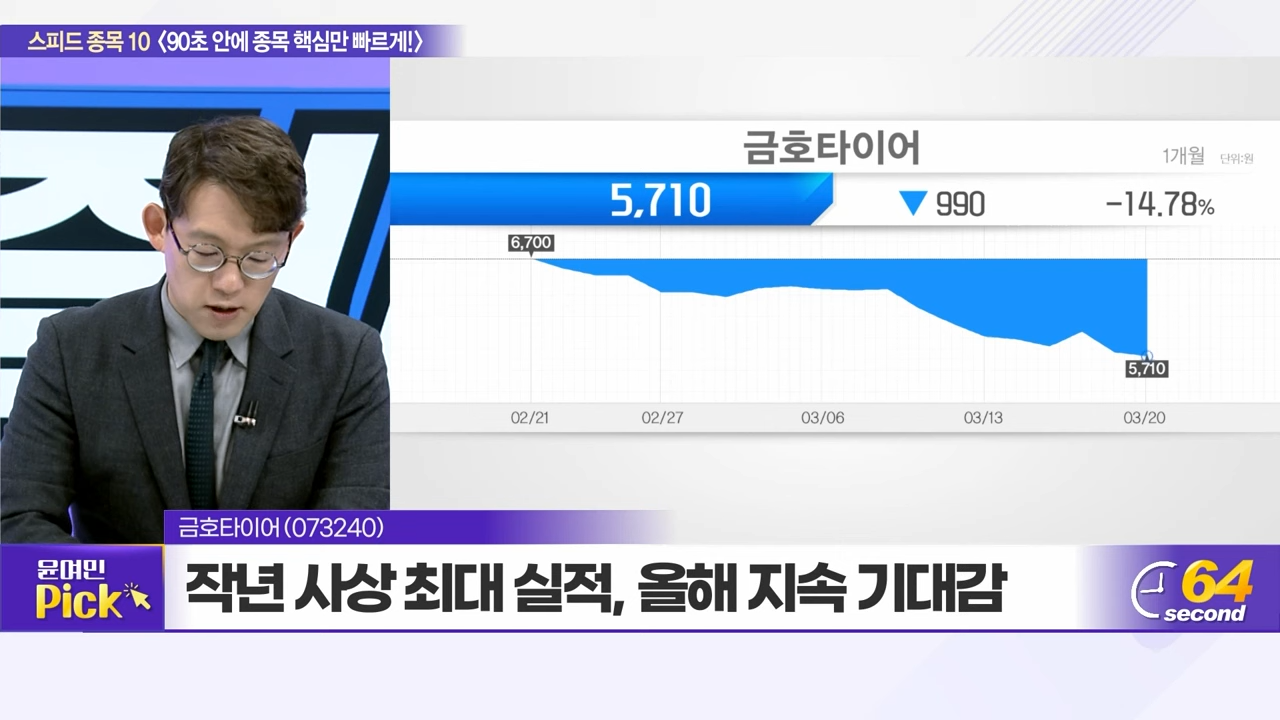 스피드 종목 10 〈90초 안에 종목 핵심만 빠르게!〉
금호타이어
1개월 단위:원
5,710 ▼ 990 -14.78%
6,700
5,710
02/21 02/27 03/06 03/13 03/20
금호타이어(073240)
윤여민
Pick
작년 사상 최대 실적, 올해 지속 기대감
64
second